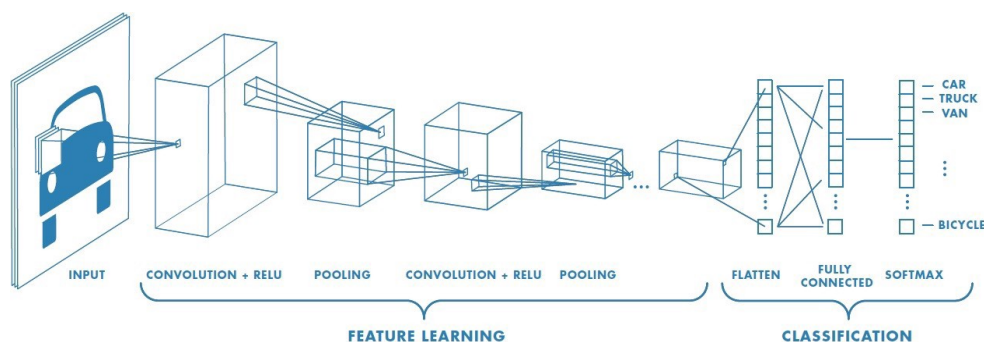 CAR
TRUCK
VAN
BICYCLE
INPUT
CONVOLUTION + RELU
POOLING
CONVOLUTION + RELU
POOLING
FLATTEN
FULLY
CONNECTED
SOFTMAX
FEATURE LEARNING
CLASSIFICATION